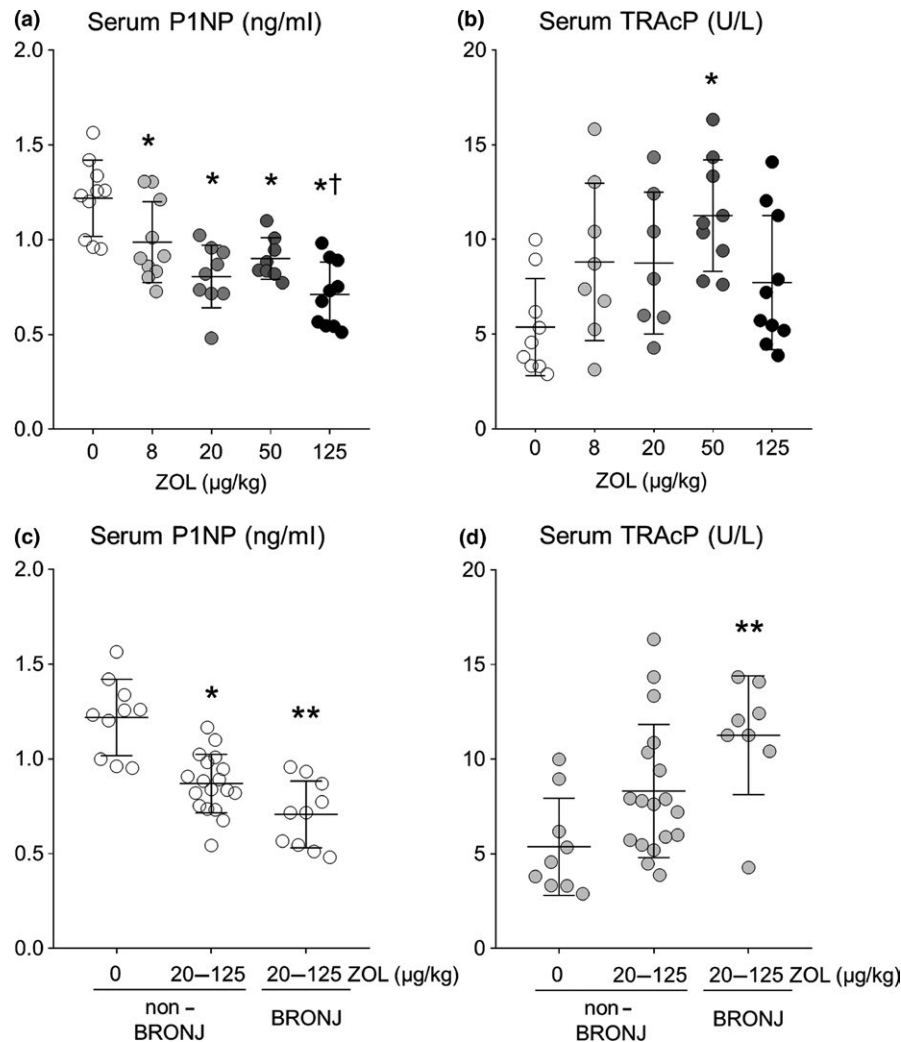 (a) Serum P1NP (ng/ml)
2.0
1.5
1.0
0.5
0.0
* * * *†
0 8 20 50 125
ZOL (µg/kg)
(b) Serum TRAcP (U/L)
20
15
10
5
0
*
0 8 20 50 125
ZOL (µg/kg)
(c) Serum P1NP (ng/ml)
2.0
1.5
1.0
0.5
0.0
* **
0 20–125 20–125 ZOL (µg/kg)
non –
BRONJ
BRONJ
(d) Serum TRAcP (U/L)
20
15
10
5
0
**
0 20–125 20–125 ZOL (µg/kg)
non –
BRONJ
BRONJ